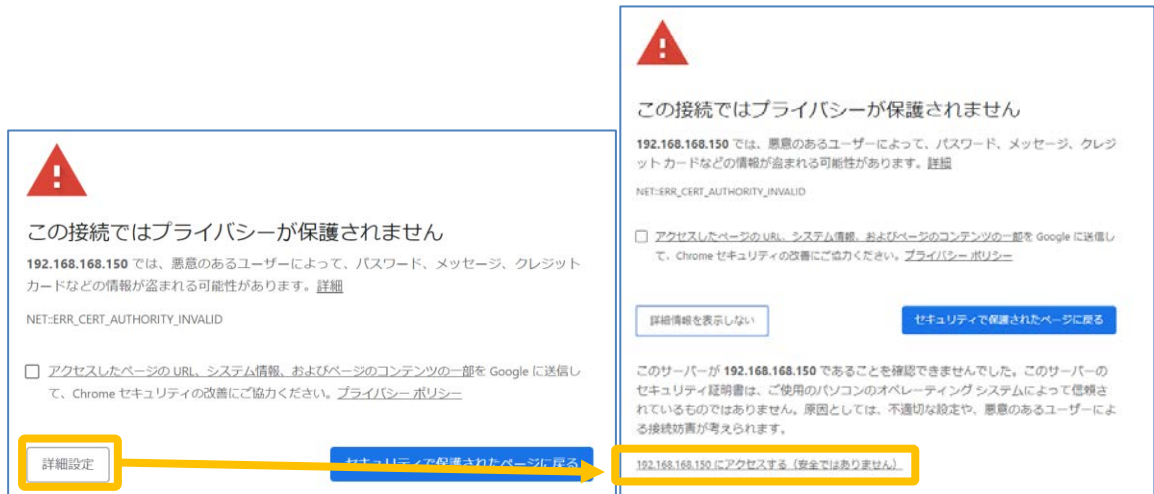 この接続ではプライバシーが保護されません
192.168.168.150 では、悪意のあるユーザーによって、パスワード、メッセージ、クレジット
カードなどの情報が盗まれる可能性があります。詳細
NET::ERR_CERT_AUTHORITY_INVALID
アクセスしたページの URL、システム情報、およびページのコンテンツの一部を Google に送信し
て、Chrome セキュリティの改善にご協力ください。プライバシー ポリシー
詳細設定
セキュリティで保護されたページに戻る
この接続ではプライバシーが保護されません
192.168.168.150 では、悪意のあるユーザーによって、パスワード、メッセージ、クレジ
ット カードなどの情報が盗まれる可能性があります。詳細
NET::ERR_CERT_AUTHORITY_INVALID
アクセスしたページの URL、システム情報、およびページのコンテンツの一部を Google に送信し
て、Chrome セキュリティの改善にご協力ください。プライバシー ポリシー
詳細情報を表示しない
セキュリティで保護されたページに戻る
このサーバーが 192.168.168.150 であることを確認できませんでした。このサーバーの
セキュリティ証明書は、ご使用のパソコンのオペレーティング システムによって信頼さ
れているものではありません。原因としては、不適切な設定や、悪意のあるユーザーによ
る接続妨害が考えられます。
192.168.168.150 にアクセスする（安全ではありません）